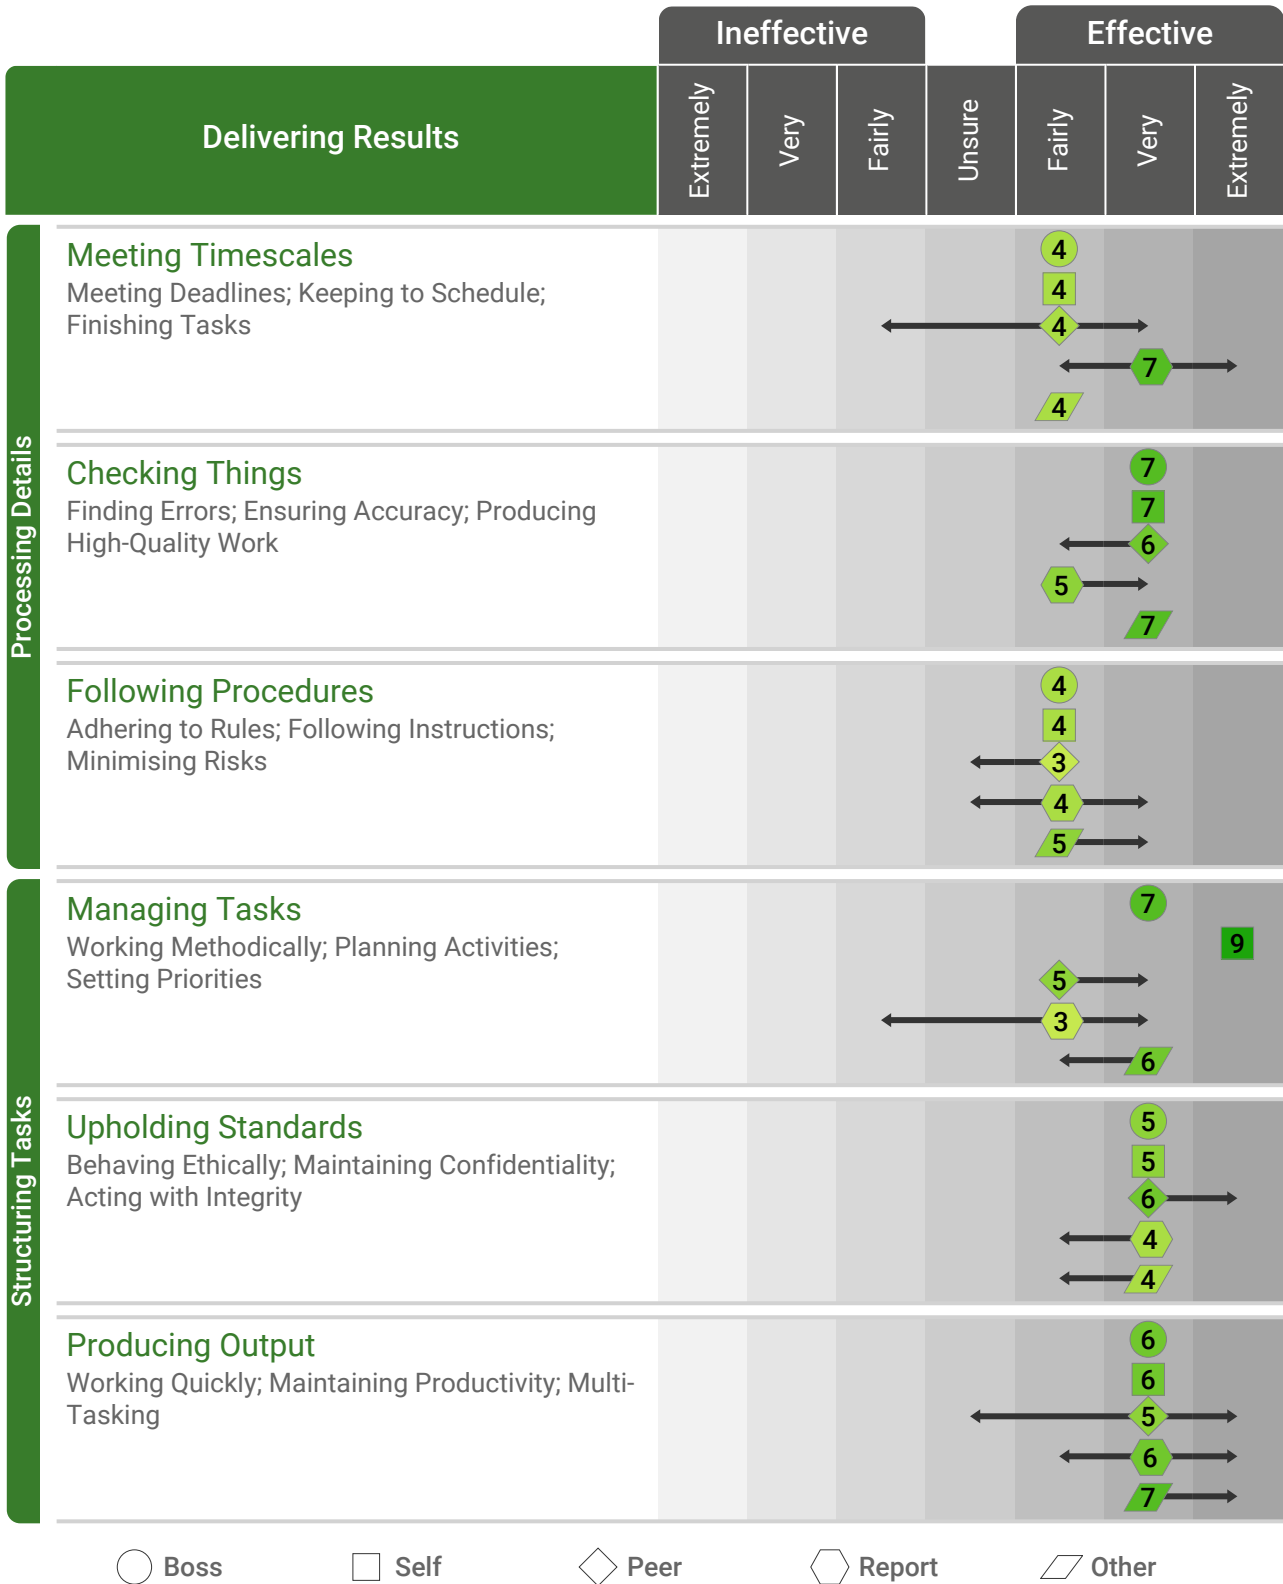 Ineffective
Effective
Delivering Results
Extremely
Very
Fairly
Unsure
Fairly
Very
Extremely
Processing Details
Meeting Timescales
Meeting Deadlines; Keeping to Schedule;
Finishing Tasks
4
4
4
7
4
Checking Things
Finding Errors; Ensuring Accuracy; Producing
High-Quality Work
7
7
6
5
7
Following Procedures
Adhering to Rules; Following Instructions;
Minimising Risks
4
4
3
4
5
Structuring Tasks
Managing Tasks
Working Methodically; Planning Activities;
Setting Priorities
7
9
5
3
6
Upholding Standards
Behaving Ethically; Maintaining Confidentiality;
Acting with Integrity
5
5
6
4
4
Producing Output
Working Quickly; Maintaining Productivity; Multi-
Tasking
6
6
5
6
7
Boss
Self
Peer
Report
Other